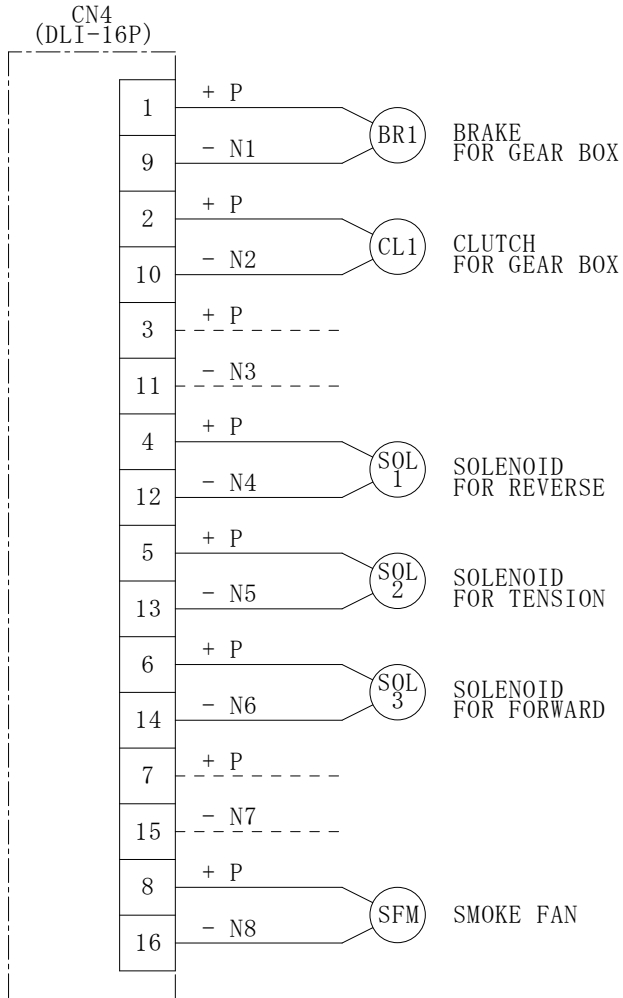 CN4
(DLI-16P)
1
+ P
BR1
BRAKE
FOR GEAR BOX
9
- N1
2
+ P
CL1
CLUTCH
FOR GEAR BOX
10
- N2
3
+ P
11
- N3
4
+ P
SOL
1
SOLENOID
FOR REVERSE
12
- N4
5
+ P
SOL
2
SOLENOID
FOR TENSION
13
- N5
6
+ P
SOL
3
SOLENOID
FOR FORWARD
14
- N6
7
+ P
15
- N7
8
+ P
SFM
SMOKE FAN
16
- N8